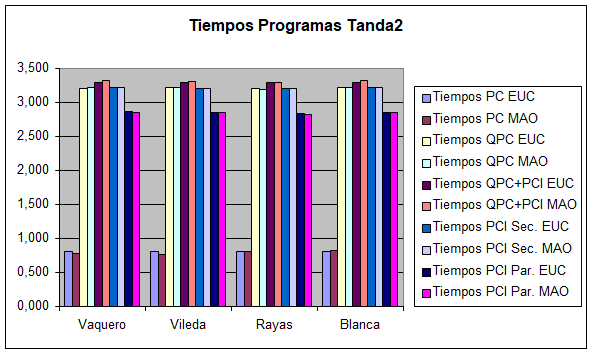 Tiempos Programas Tanda2
3,500
3,000
2,500
2,000
1,500
1,000
0,500
0,000
Vaquero
Vileda
Rayas
Blanca
Tiempos PC EUC
Tiempos PC MAO
Tiempos QPC EUC
Tiempos QPC MAO
Tiempos QPC+PCI EUC
Tiempos QPC+PCI MAO
Tiempos PCI Sec. EUC
Tiempos PCI Sec. MAO
Tiempos PCI Par. EUC
Tiempos PCI Par. MAO